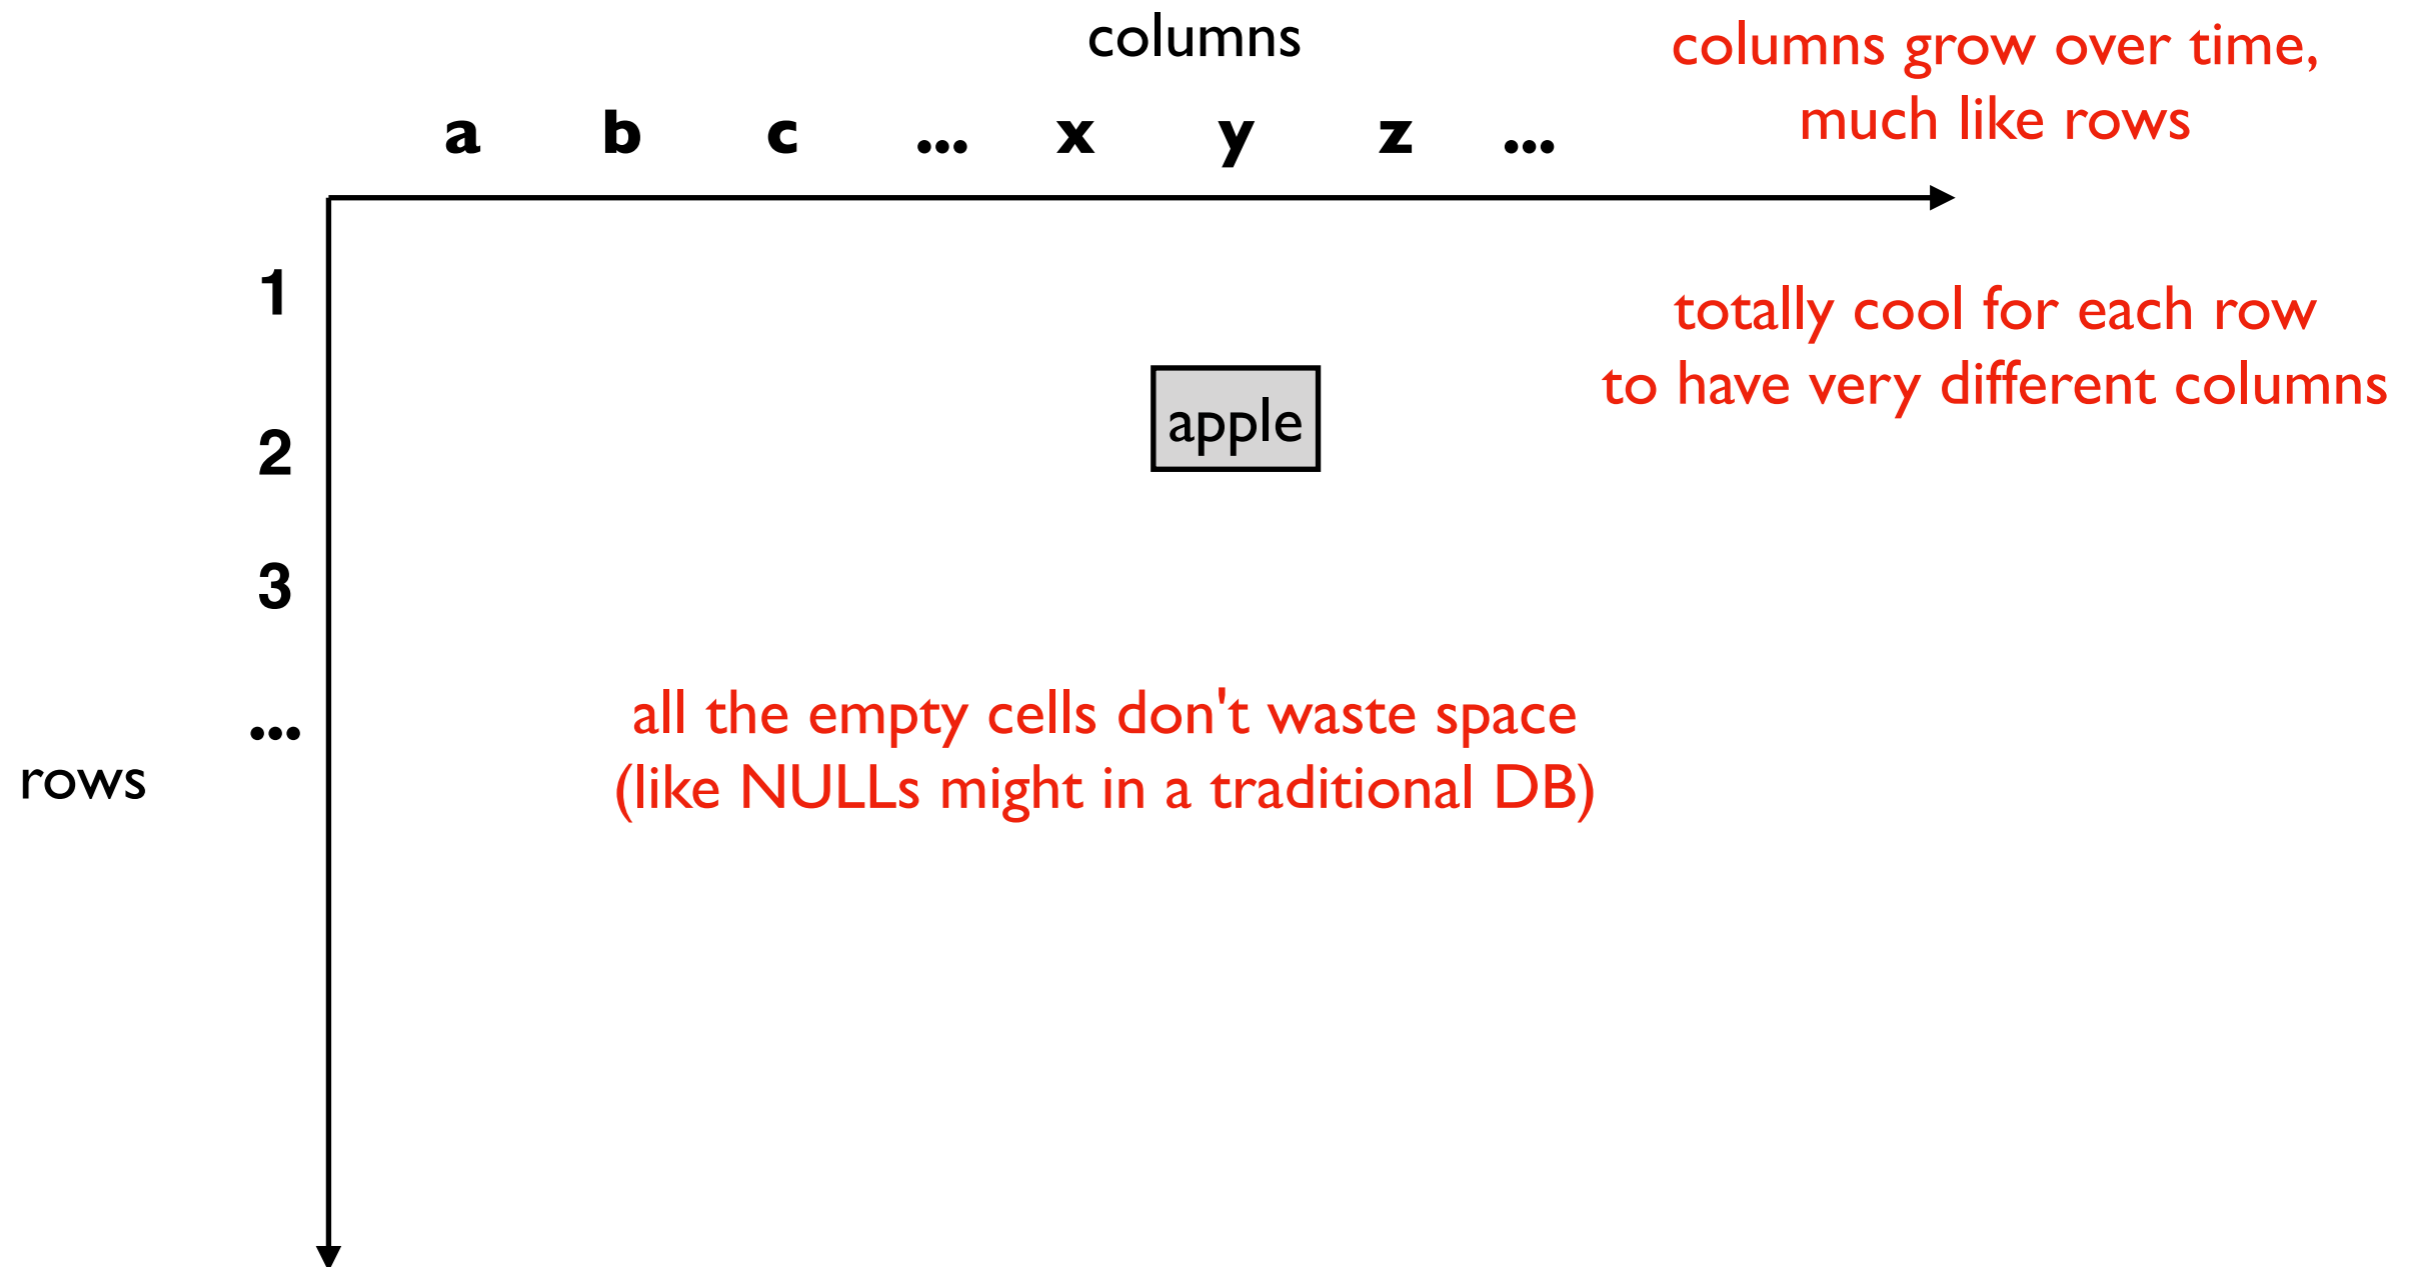 columns
columns grow over time,
much like rows
a b c ... x y z ...
1
totally cool for each row
to have very different columns
apple
2
3
...
all the empty cells don't waste space
(like NULLs might in a traditional DB)
rows